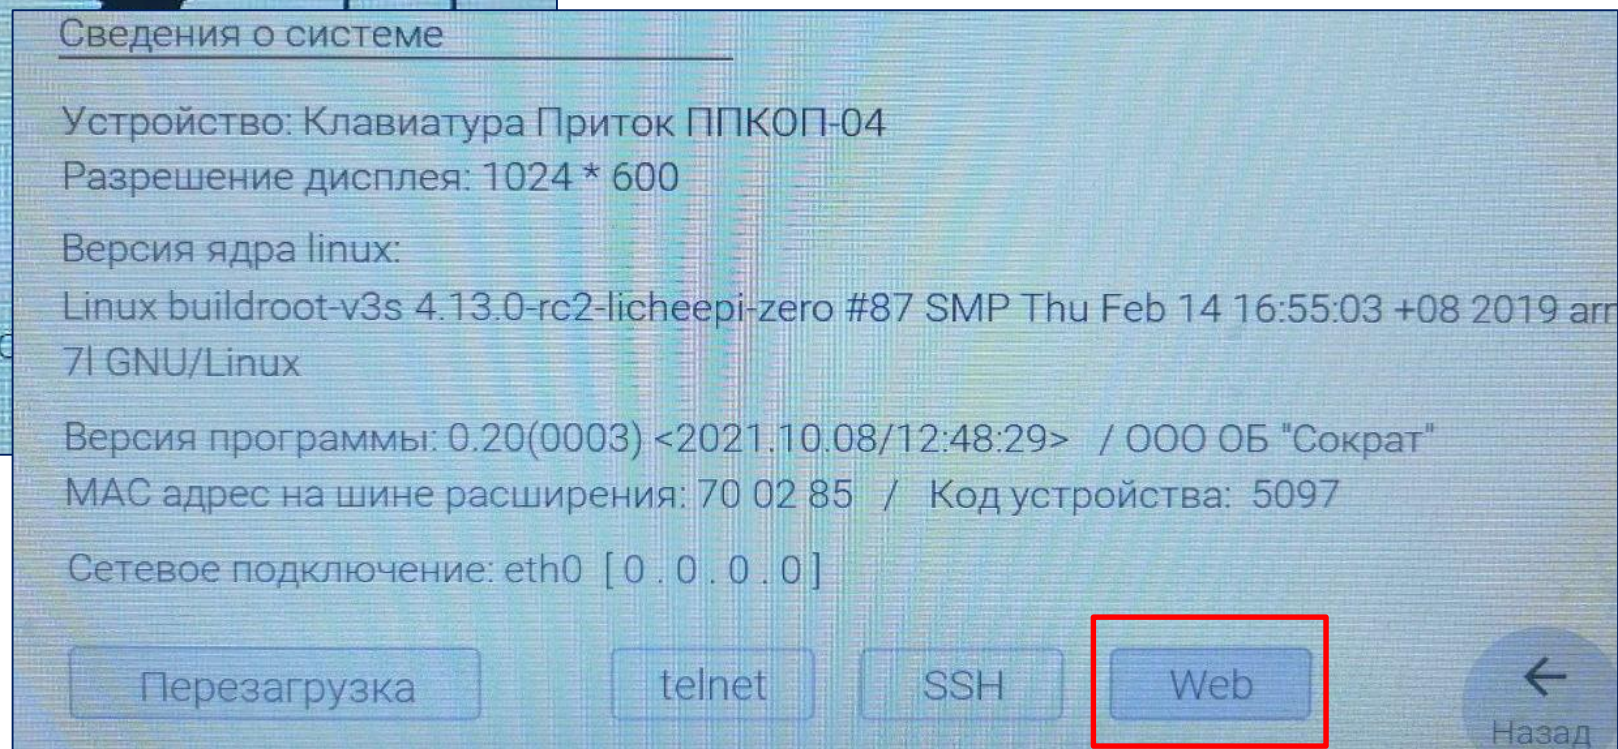 Сведения о системе
Устройство: Клавиатура Приток ППКОП-04
Разрешение дисплея: 1024 * 600
Версия ядра linux:
Linux buildroot-v3s 4.13.0-rc2-licheepi-zero #87 SMP Thu Feb 14 16:55:03 +08 2019 arm
7l GNU/Linux
Версия программы: 0.20(0003) <2021.10.08/12:48:29> / ООО ОБ "Сократ"
MAC адрес на шине расширения: 70 02 85 / Код устройства: 5097
Сетевое подключение: eth0 [ 0 . 0 . 0 . 0 ]
Перезагрузка telnet SSH Web
Назад